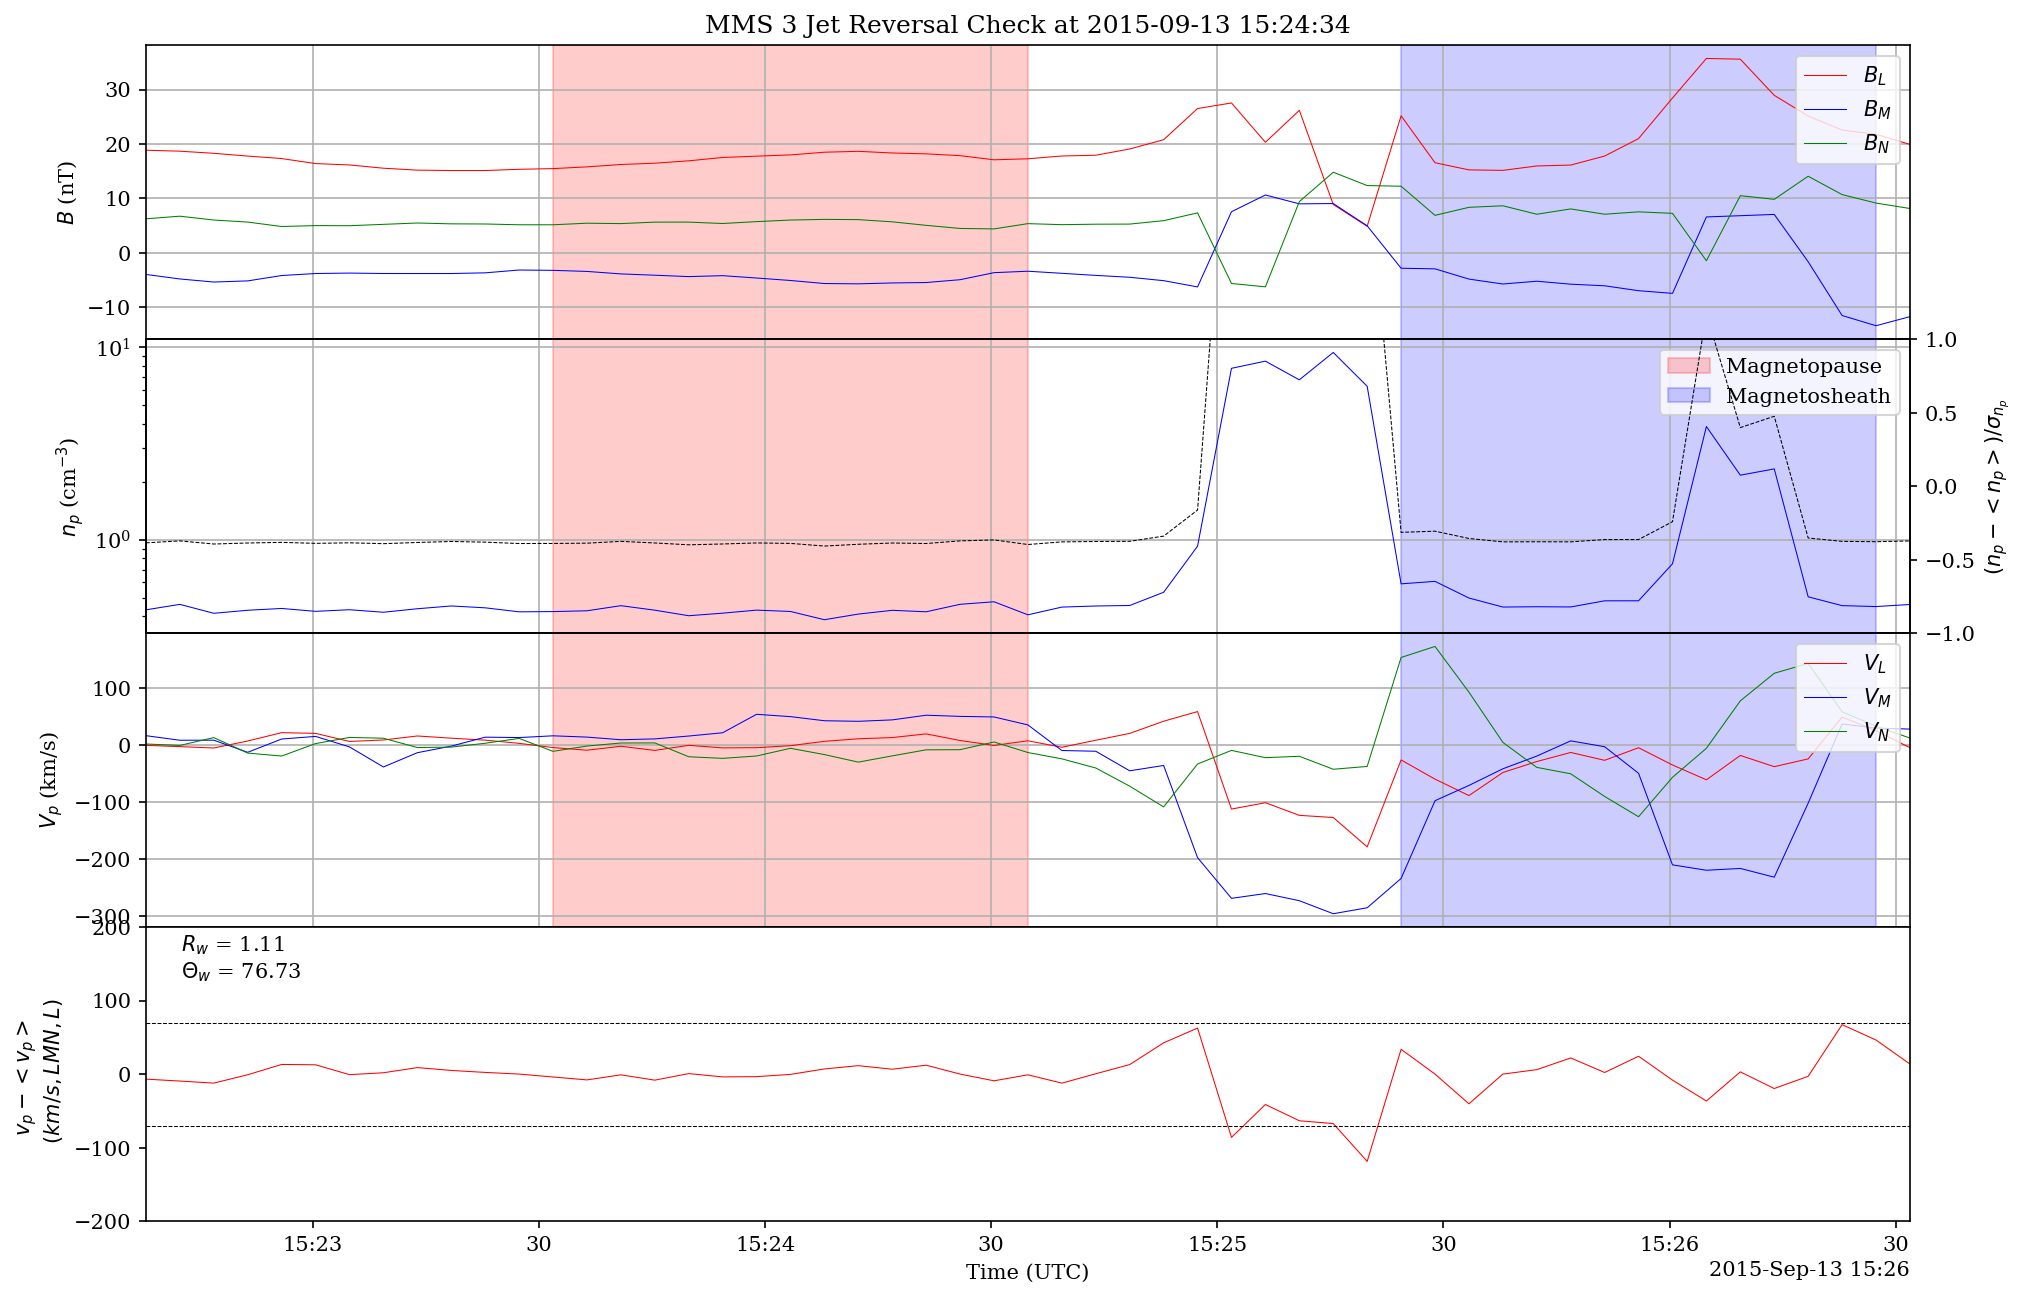 MMS 3 Jet Reversal Check at 2015-09-13 15:24:34
30
20
10
0
−10
B (nT)
B_L
B_M
B_N
10^1
10^0
n_p (cm^{−3})
1.0
0.5
0.0
−0.5
−1.0
(n_p − < n_p >)/σ_{n_p}
Magnetopause
Magnetosheath
100
0
−100
−200
−300
V_p (km/s)
V_L
V_M
V_N
200
100
0
−100
−200
v_p − < v_p >
(km/s, LMN, L)
R_w = 1.11
Θ_w = 76.73
15:23 30 15:24 30 15:25 30 15:26 30
Time (UTC)
2015-Sep-13 15:26